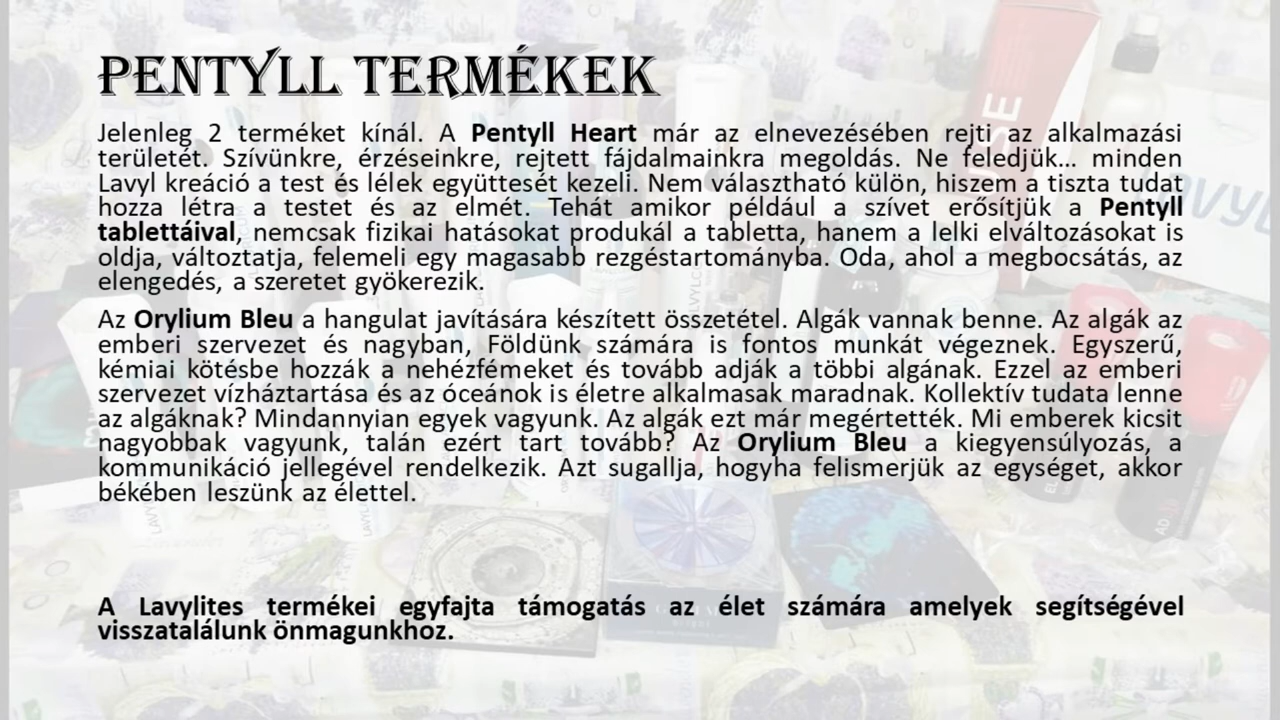 PENTYLL TERMÉKEK
Jelenleg 2 terméket kínál. A Pentyll Heart már az elnevezésében rejti az alkalmazási
területét. Szívünkre, érzéseinkre, rejtett fájdalmainkra megoldás. Ne feledjük... minden
Lavyl kreáció a test és lélek együttesét kezeli. Nem választható külön, hiszem a tiszta tudat
hozza létra a testet és az elmét. Tehát amikor például a szívet erősítjük a Pentyll
tablettáival, nemcsak fizikai hatásokat produkál a tabletta, hanem a lelki elváltozásokat is
oldja, változtatja, felemeli egy magasabb rezgéstartományba. Oda, ahol a megbocsátás, az
elengedés, a szeretet gyökerezik.
Az Orylium Bleu a hangulat javítására készített összetétel. Algák vannak benne. Az algák az
emberi szervezet és nagyban, Földünk számára is fontos munkát végeznek. Egyszerű,
kémiai kötésbe hozzák a nehézfémeket és tovább adják a többi algának. Ezzel az emberi
szervezet vízháztartása és az óceánok is életre alkalmasak maradnak. Kollektív tudata lenne
az algáknak? Mindannyian egyek vagyunk. Az algák ezt már megértették. Mi emberek kicsit
nagyobbak vagyunk, talán ezért tart tovább? Az Orylium Bleu a kiegyensúlyozás, a
kommunikáció jellegével rendelkezik. Azt sugallja, hogyha felismerjük az egységet, akkor
békében leszünk az élettel.
A Lavylites termékei egyfajta támogatás az élet számára amelyek segítségével
visszatalálunk önmagunkhoz.